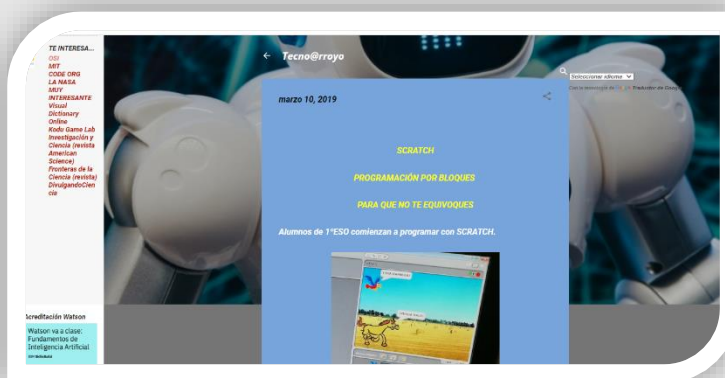 TE INTERESA...
OSI
MIT
CODE ORG
LA NASA
MUY
INTERESANTE
Visual
Dictionary
Online
Kodu Game Lab
Investigación y
Ciencia (revista
American
Science)
Fronteras de la
Ciencia (revista)
DivulgandoCien
cia
Acreditación Watson
Watson va a clase:
Fundamentos de
Inteligencia Artificial
← Tecno@rroyo
marzo 10, 2019
SCRATCH
PROGRAMACIÓN POR BLOQUES
PARA QUE NO TE EQUIVOQUES
Alumnos de 1ºESO comienzan a programar con SCRATCH.
Seleccionar idioma
Traductor de Google